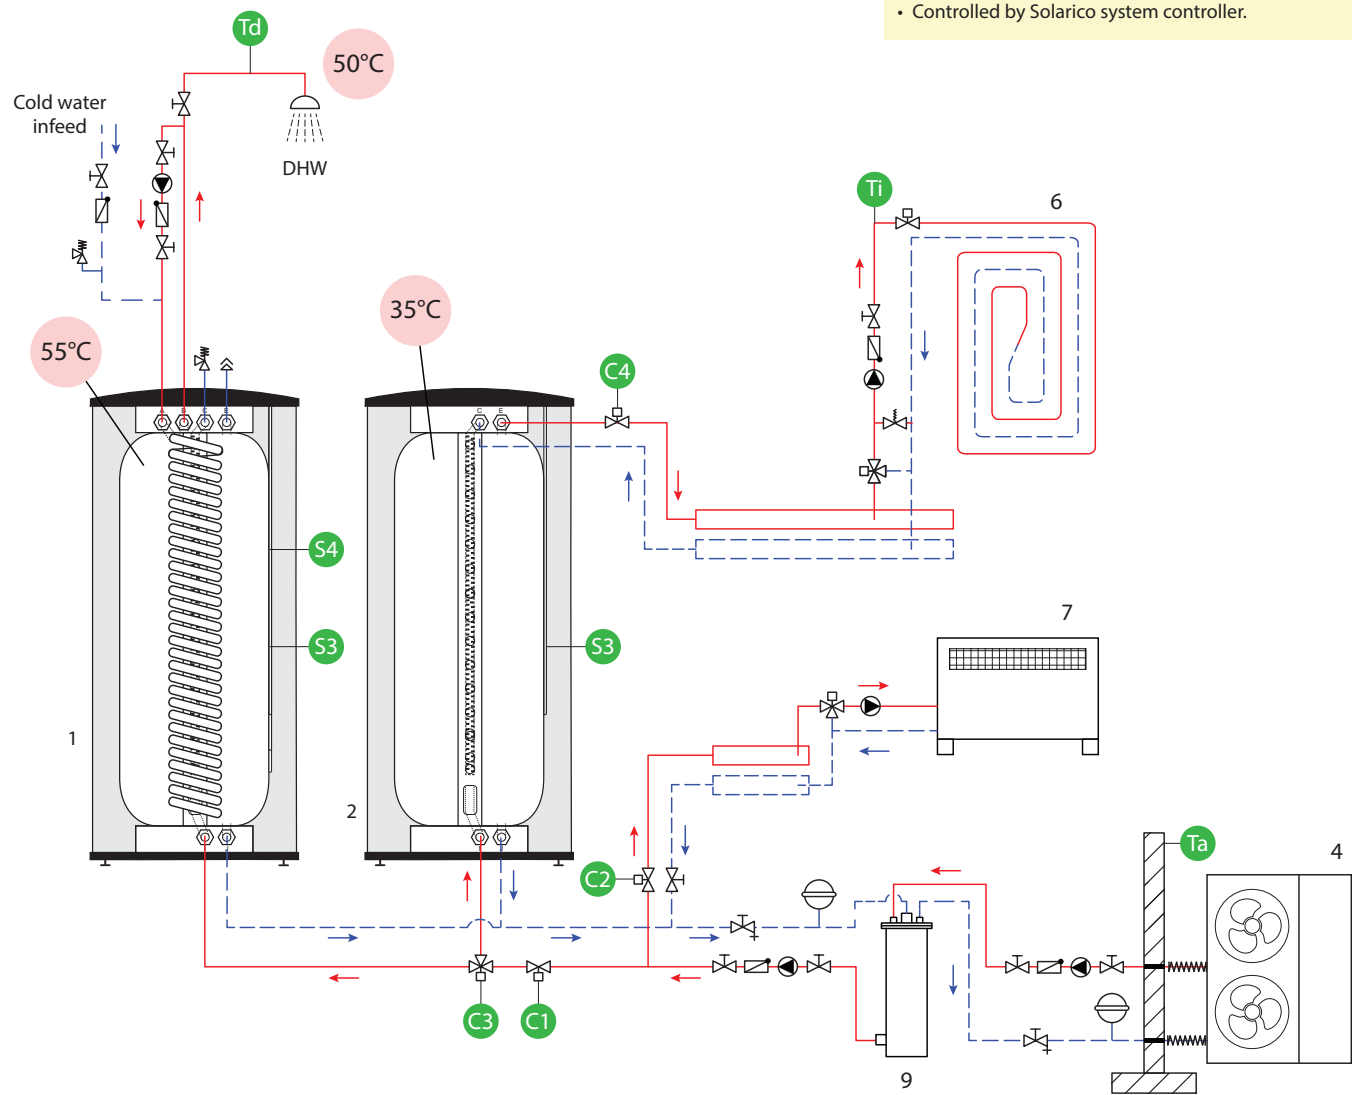 • Controlled by Solarico system controller.
Td
50°C
Cold water
infeed
DHW
Ti
6
35°C
55°C
C4
A B C E
C E
S4
S3
S3
7
1
2
C2
Ta
4
C3
C1
9